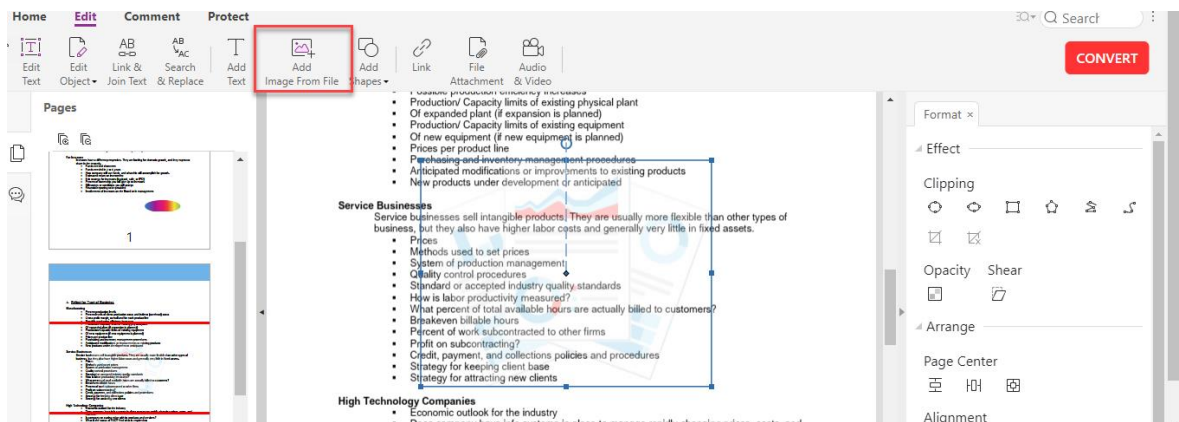 Home Edit Comment Protect
Search
Edit Text
Edit Object
Link & Join Text
AB
AB AC
Search & Replace
Add Text
Add Image From File
Add Shapes
Link
File Attachment
Audio & Video
CONVERT
Pages
1
Possible production efficiency increases
Production/ Capacity limits of existing physical plant
Of expanded plant (if expansion is planned)
Production/ Capacity limits of existing equipment
Of new equipment (if new equipment is planned)
Prices per product line
Purchasing and inventory management procedures
Anticipated modifications or improvements to existing products
New products under development or anticipated
Service Businesses
Service businesses sell intangible products. They are usually more flexible than other types of
business, but they also have higher labor costs and generally very little in fixed assets.
Prices
Methods used to set prices
System of production management
Quality control procedures
Standard or accepted industry quality standards
How is labor productivity measured?
What percent of total available hours are actually billed to customers?
Breakeven billable hours
Percent of work subcontracted to other firms
Profit on subcontracting?
Credit, payment, and collections policies and procedures
Strategy for keeping client base
Strategy for attracting new clients
High Technology Companies
Economic outlook for the industry
Format ×
Effect
Clipping
Opacity Shear
Arrange
Page Center
Alignment